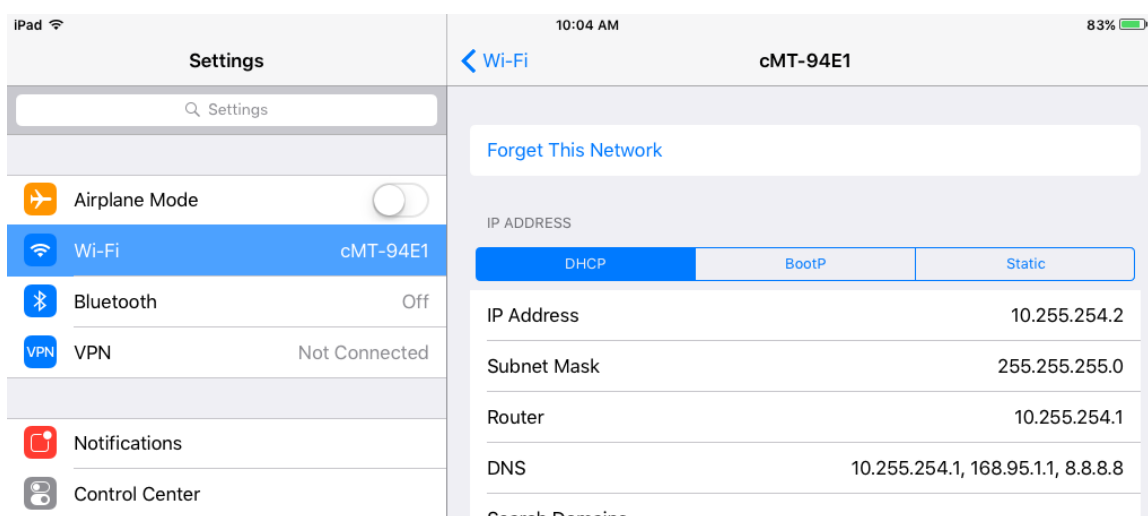 iPad 10:04 AM 83%
Settings
Settings
Airplane Mode
Wi-Fi cMT-94E1
Bluetooth Off
VPN VPN Not Connected
Notifications
Control Center
Wi-Fi cMT-94E1
Forget This Network
IP ADDRESS
DHCP BootP Static
IP Address 10.255.254.2
Subnet Mask 255.255.255.0
Router 10.255.254.1
DNS 10.255.254.1, 168.95.1.1, 8.8.8.8
Search Domains